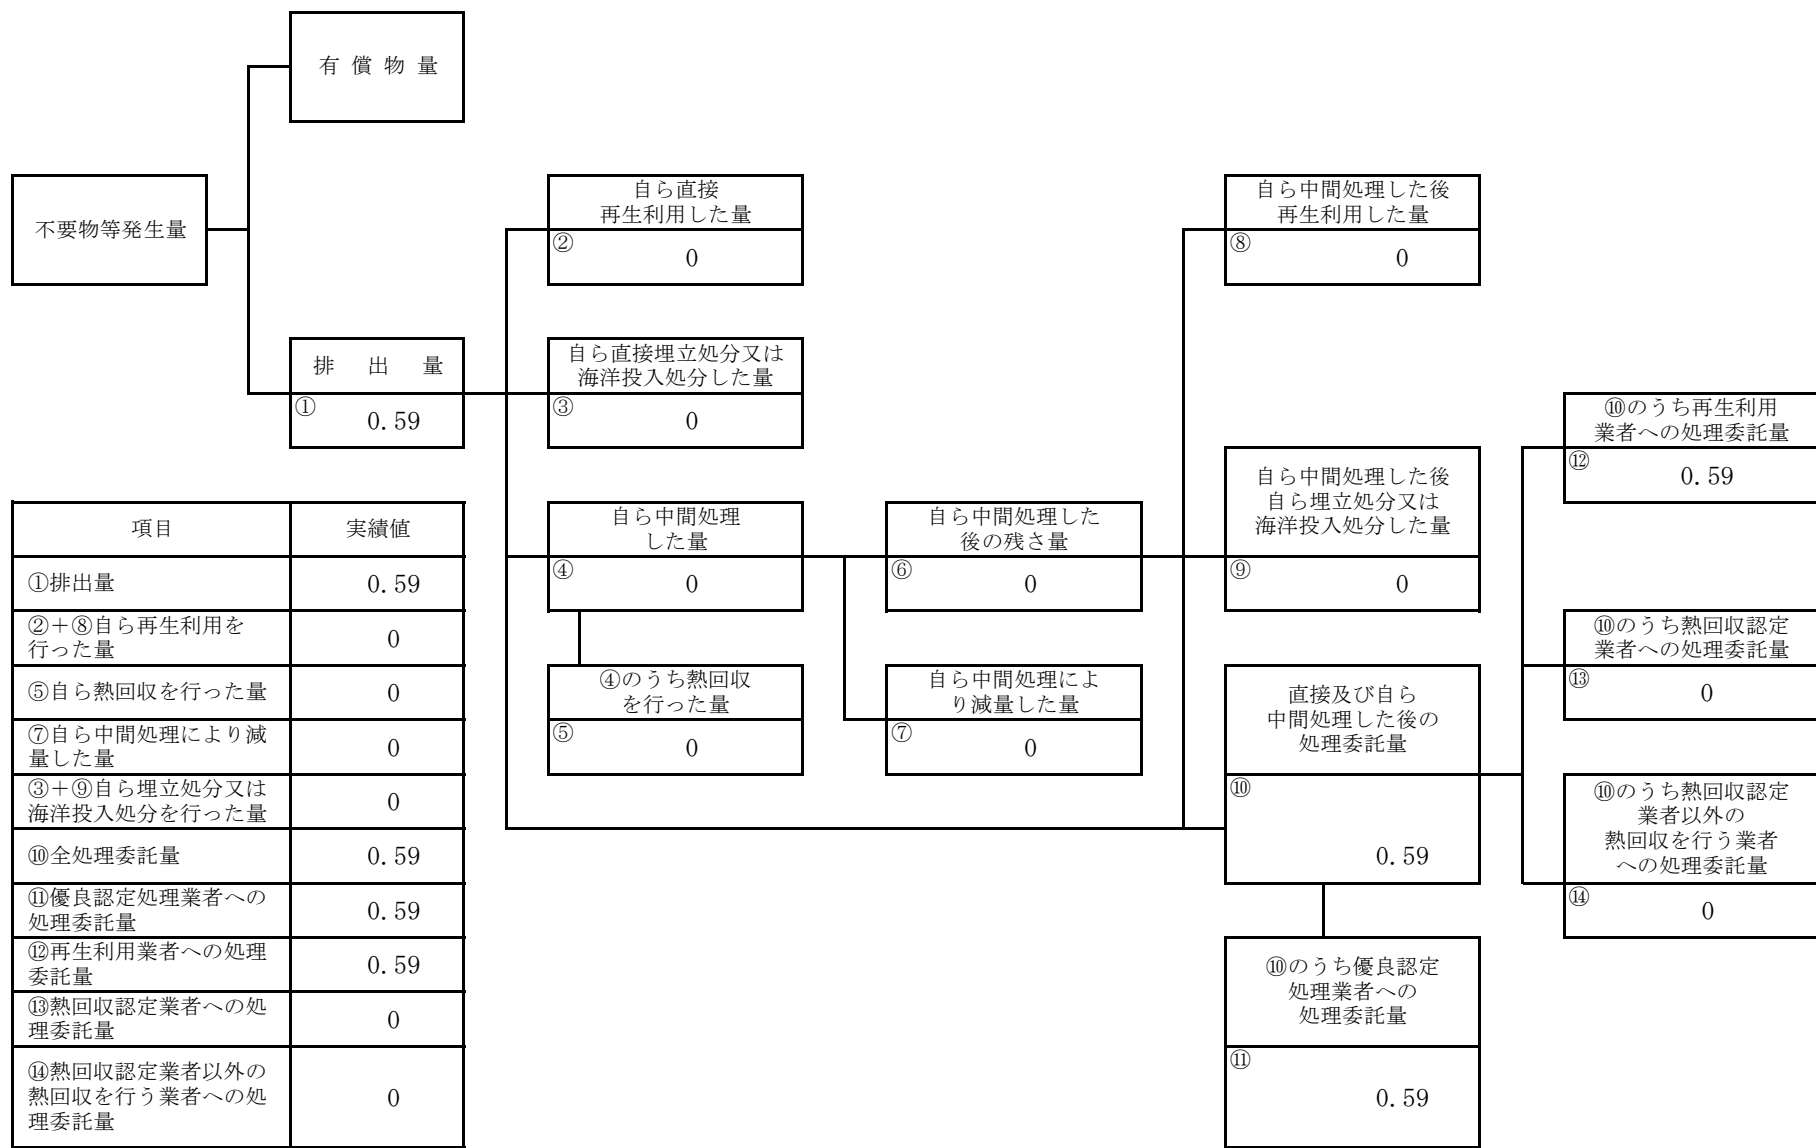 有 償 物 量
不要物等発生量
自ら直接
再生利用した量
② 0
自ら中間処理した後
再生利用した量
⑧ 0
排 出 量
① 0.59
自ら直接埋立処分又は
海洋投入処分した量
③ 0
⑩のうち再生利用
業者への処理委託量
⑫ 0.59
自ら中間処理
した量
④ 0
自ら中間処理した
後の残さ量
⑥ 0
自ら中間処理した後
自ら埋立処分又は
海洋投入処分した量
⑨ 0
⑩のうち熱回収認定
業者への処理委託量
⑬ 0
④のうち熱回収
を行った量
⑤ 0
自ら中間処理によ
り減量した量
⑦ 0
直接及び自ら
中間処理した後の
処理委託量
⑩ 0.59
⑩のうち熱回収認定
業者以外の
熱回収を行う業者
への処理委託量
⑭ 0
⑩のうち優良認定
処理業者への
処理委託量
⑪ 0.59
項目 実績値
①排出量 0.59
②+⑧自ら再生利用を
行った量 0
⑤自ら熱回収を行った量 0
⑦自ら中間処理により減
量した量 0
③+⑨自ら埋立処分又は
海洋投入処分を行った量 0
⑩全処理委託量 0.59
⑪優良認定処理業者への
処理委託量 0.59
⑫再生利用業者への処理
委託量 0.59
⑬熱回収認定業者への処
理委託量 0
⑭熱回収認定業者以外の
熱回収を行う業者への処
理委託量 0